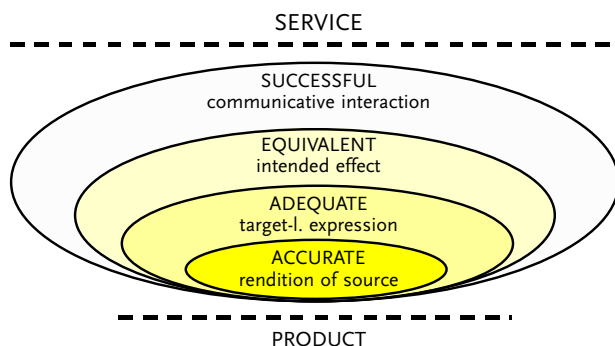 SERVICE
SUCCESSFUL
communicative interaction
EQUIVALENT
intended effect
ADEQUATE
target-l. expression
ACCURATE
rendition of source
PRODUCT